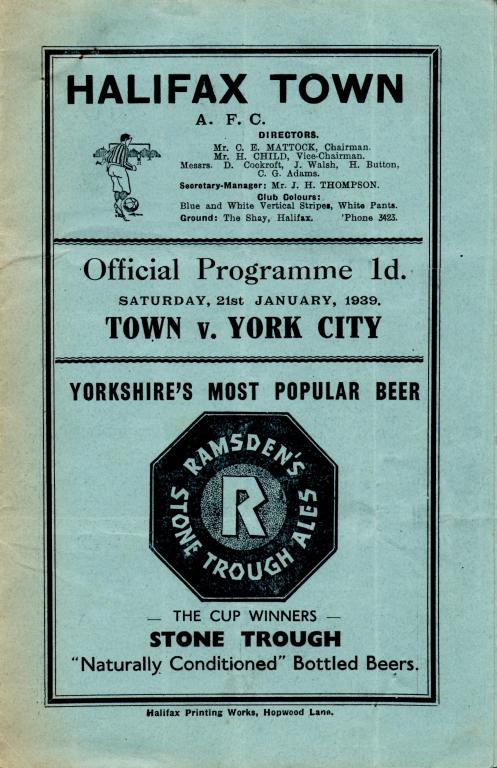 HALIFAX TOWN
A. F. C.
DIRECTORS.
Mr. C. E. MATTOCK, Chairman.
Mr. H. CHILD, Vice-Chairman.
Messrs. D. Cockroft, J. Walsh, H. Button,
C. G. Adams.
Secretary-Manager: Mr. J. H. THOMPSON.
Club Colours:
Blue and White Vertical Stripes, White Pants.
Ground: The Shay, Halifax. 'Phone 3423.
Official Programme 1d.
SATURDAY, 21st JANUARY, 1939.
TOWN v. YORK CITY
YORKSHIRE'S MOST POPULAR BEER
RAMSDEN'S
R
STONE TROUGH ALES
— THE CUP WINNERS —
STONE TROUGH
"Naturally Conditioned" Bottled Beers.
Halifax Printing Works, Hopwood Lane.